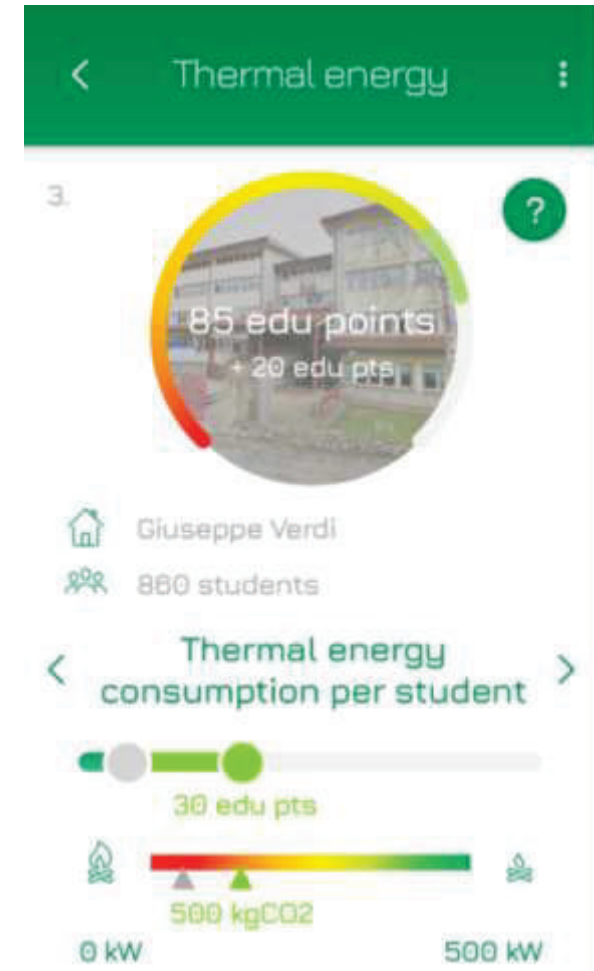 Thermal energy
3.
?
85 edu points
+ 20 edu pts
Giuseppe Verdi
860 students
Thermal energy
consumption per student
30 edu pts
500 kgCO2
0 kW 500 kW